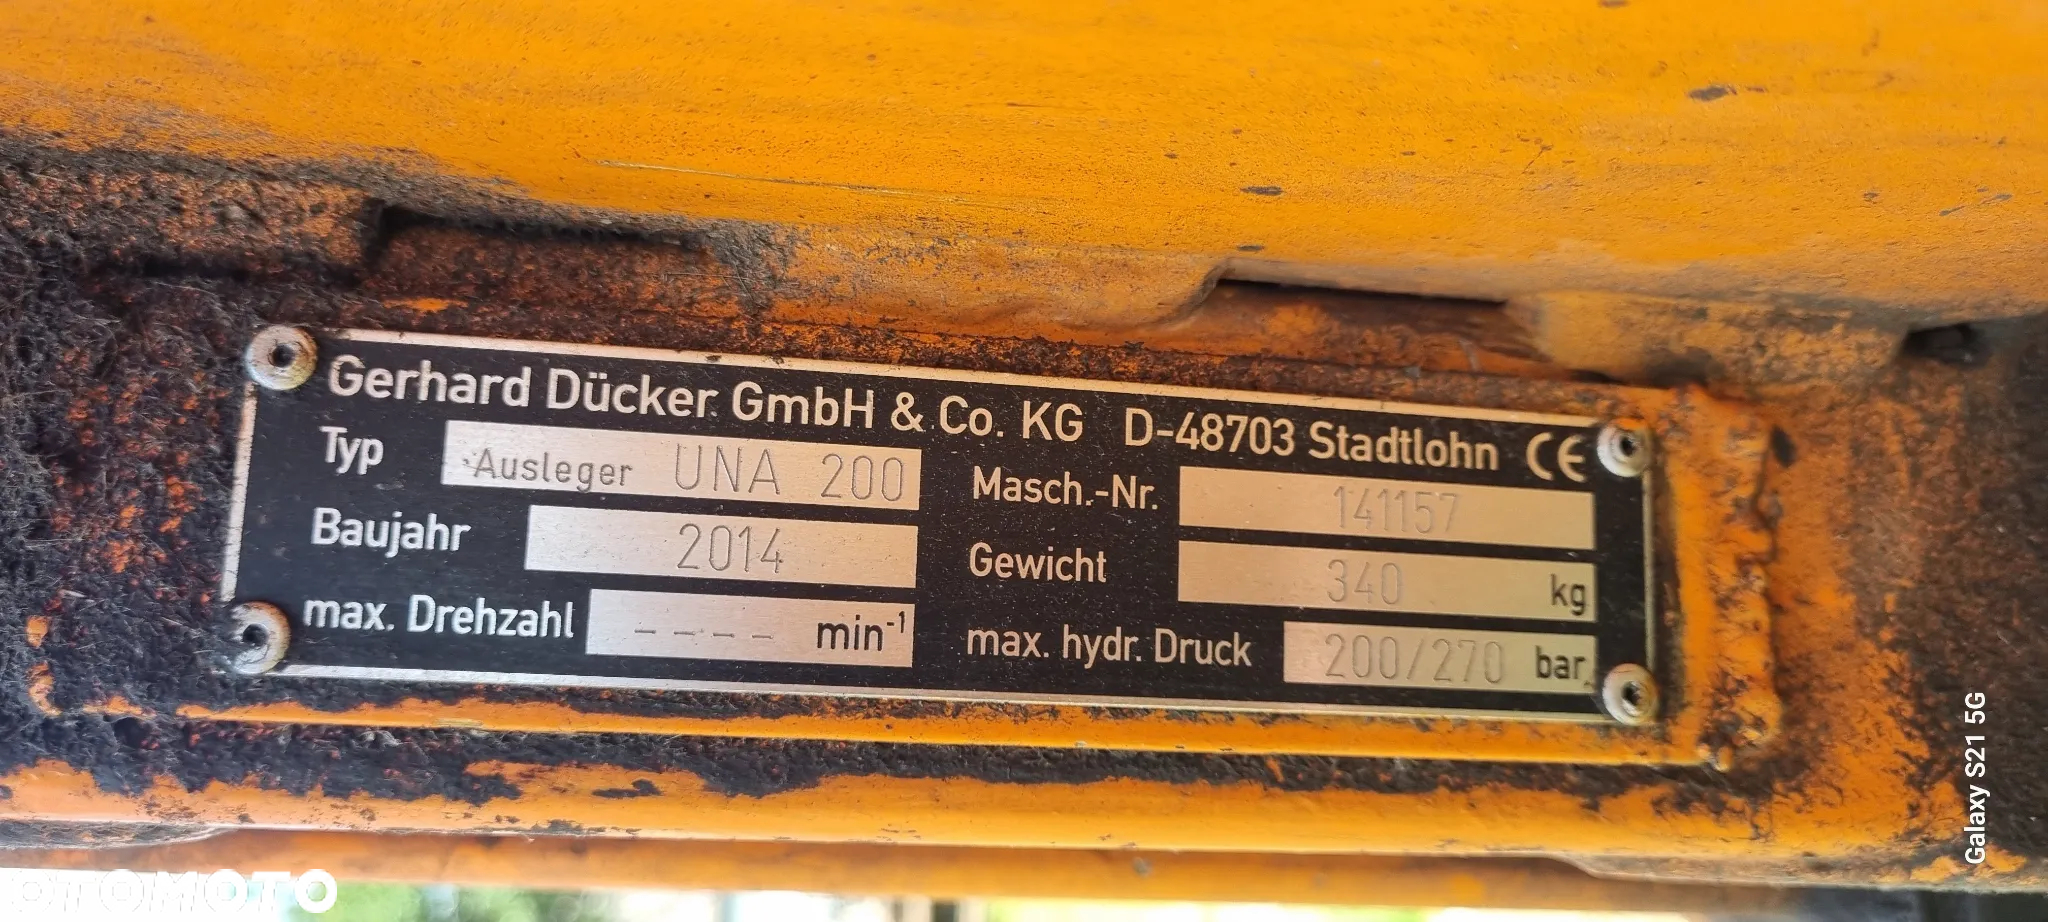 Gerhard Dücker GmbH & Co. KG D-48703 Stadtlohn CE
Typ Ausleger UNA 200 Masch.-Nr. 141157
Baujahr 2014 Gewicht 340 kg
max. Drehzahl ---- min-1 max. hydr. Druck 200/270 bar
Galaxy S21 5G
OTOMOTO